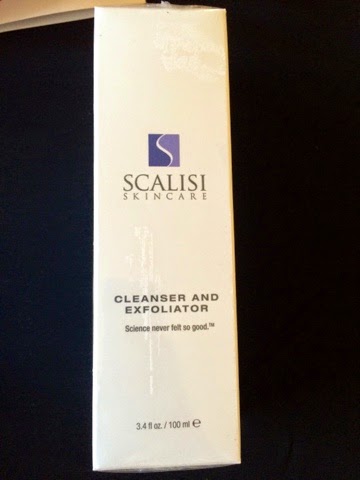 SCALISI
SKINCARE
CLEANSER AND
EXFOLIATOR
Science never felt so good.™
3.4 fl oz. / 100 ml ℮